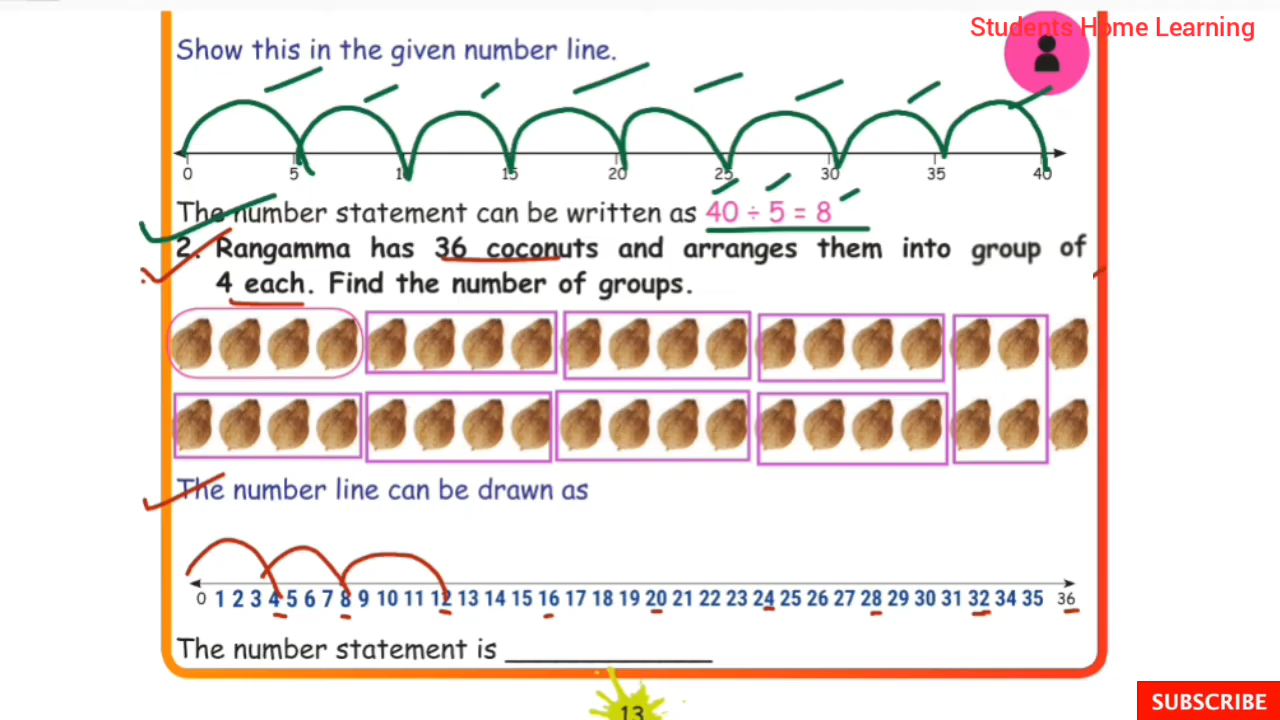 Students Home Learning
Show this in the given number line.
0 5 10 15 20 25 30 35 40
The number statement can be written as 40 ÷ 5 = 8
2. Rangamma has 36 coconuts and arranges them into group of
4 each. Find the number of groups.
The number line can be drawn as
0 1 2 3 4 5 6 7 8 9 10 11 12 13 14 15 16 17 18 19 20 21 22 23 24 25 26 27 28 29 30 31 32 34 35 36
The number statement is ______________
13
SUBSCRIBE